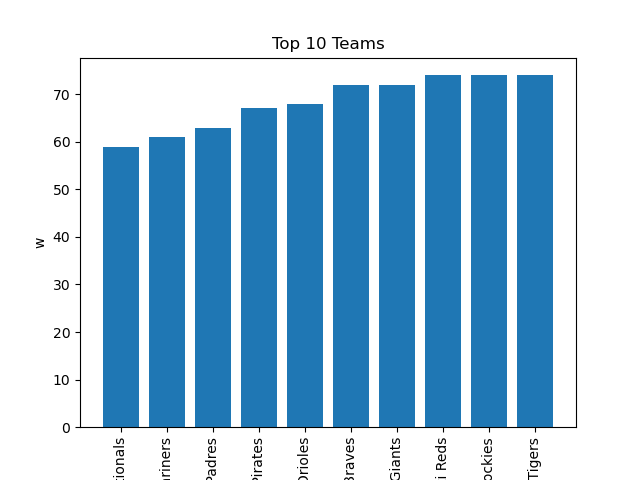 Top 10 Teams
w
70
60
50
40
30
20
10
0
tionals
riners
Padres
Pirates
Orioles
Braves
Giants
i Reds
ockies
Tigers